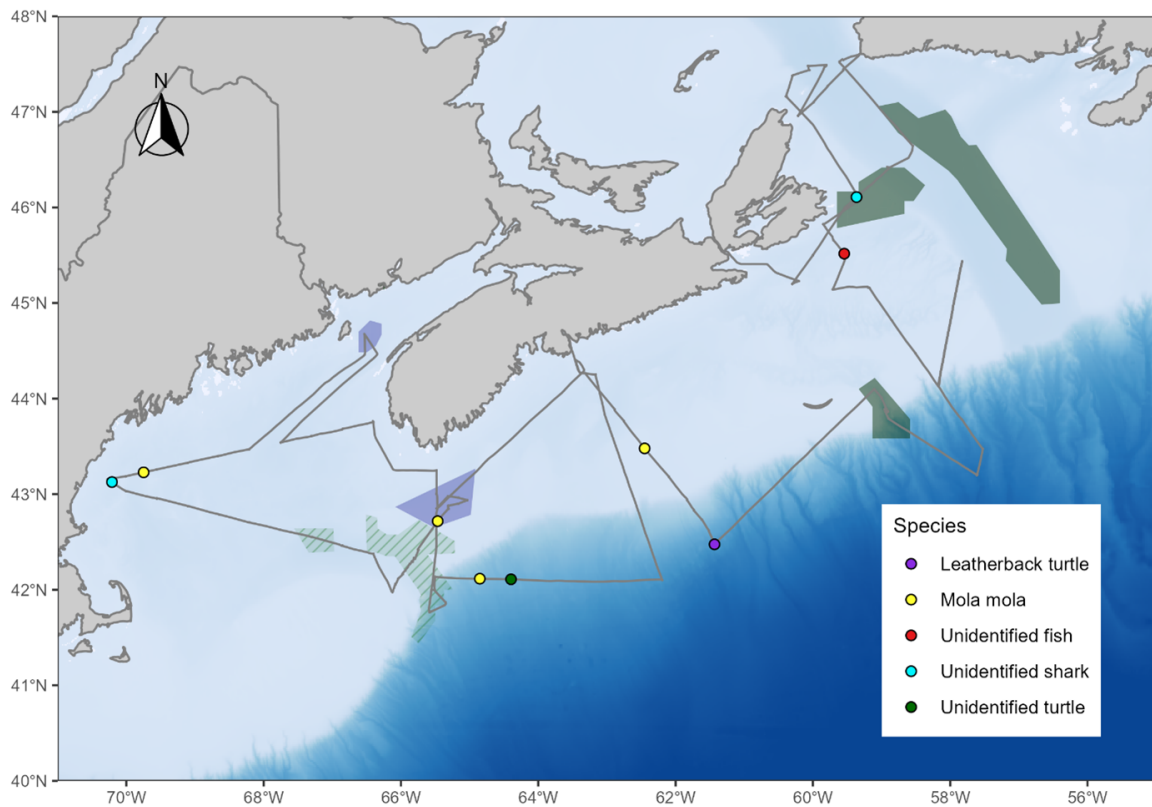 48°N
N
47°N
46°N
45°N
44°N
43°N
42°N
41°N
40°N
Species
Leatherback turtle
Mola mola
Unidentified fish
Unidentified shark
Unidentified turtle
70°W 68°W 66°W 64°W 62°W 60°W 58°W 56°W